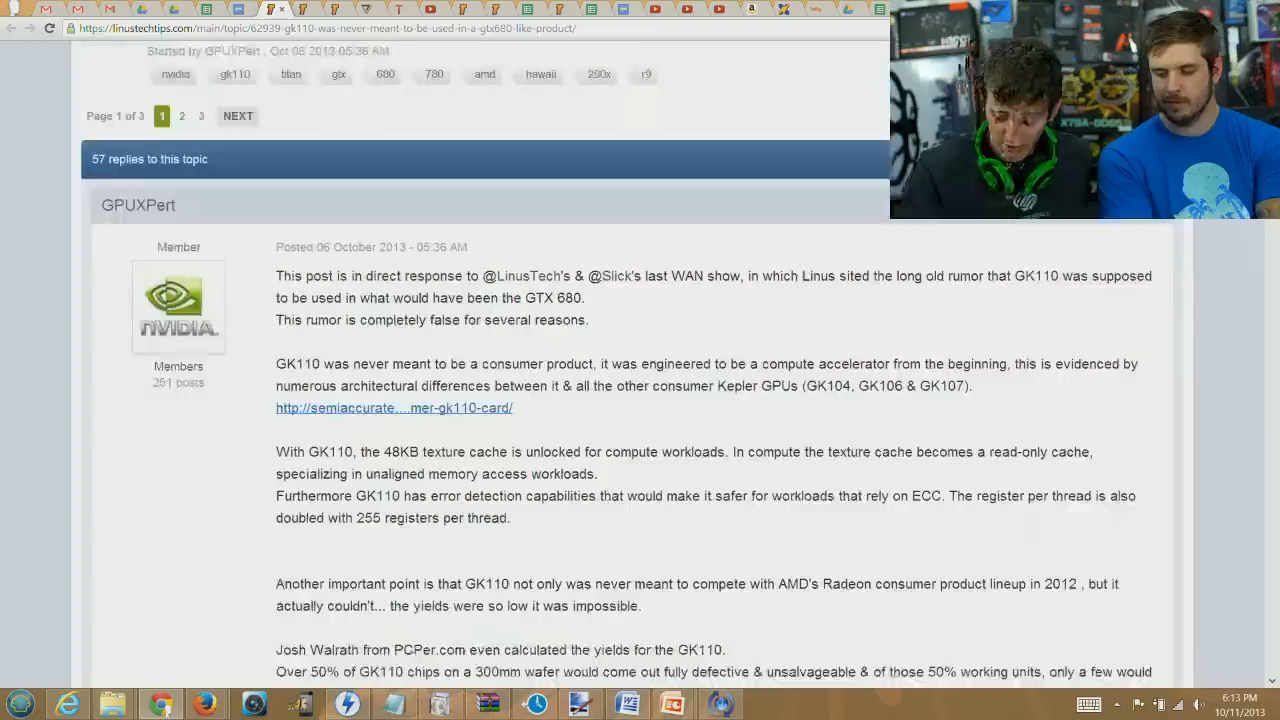 https://linustechtips.com/main/topic/62939-gk110-was-never-meant-to-be-used-in-a-gtx680-like-product/
Started by GPUXPert , Oct 06 2013 05:36 AM
nvidia gk110 titan gtx 680 780 amd hawaii 290x r9
Page 1 of 3 1 2 3 NEXT
57 replies to this topic
GPUXPert
Member
Posted 06 October 2013 - 05:36 AM
NVIDIA.
Members
261 posts
This post is in direct response to @LinusTech's & @Slick's last WAN show, in which Linus sited the long old rumor that GK110 was supposed
to be used in what would have been the GTX 680.
This rumor is completely false for several reasons.
GK110 was never meant to be a consumer product, it was engineered to be a compute accelerator from the beginning, this is evidenced by
numerous architectural differences between it & all the other consumer Kepler GPUs (GK104, GK106 & GK107).
http://semiaccurate....mer-gk110-card/
With GK110, the 48KB texture cache is unlocked for compute workloads. In compute the texture cache becomes a read-only cache,
specializing in unaligned memory access workloads.
Furthermore GK110 has error detection capabilities that would make it safer for workloads that rely on ECC. The register per thread is also
doubled with 255 registers per thread.
Another important point is that GK110 not only was never meant to compete with AMD's Radeon consumer product lineup in 2012 , but it
actually couldn't... the yields were so low it was impossible.
Josh Walrath from PCPer.com even calculated the yields for the GK110.
Over 50% of GK110 chips on a 300mm wafer would come out fully defective & unsalvageable & of those 50% working units, only a few would
6:13 PM
10/11/2013